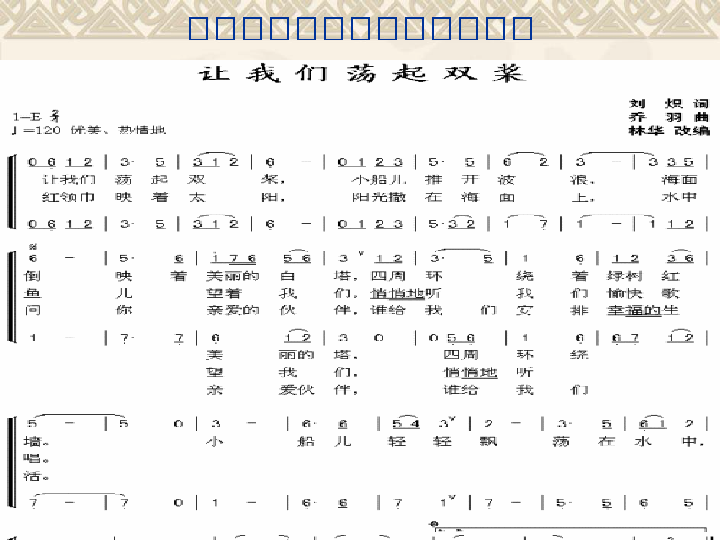 让我们荡起双桨
刘炽 词
1=E 2/4
乔羽 曲
♩=120 优美、热情地
林华 改编
0 6 1 2 | 3· 5 | 3 1 2 | 6 – | 0 1 2 3 | 5· 5 | 6 2 | 3 – | 3 3 5 |
让我们 荡 起 双 桨， 小船儿 推 开 波 浪， 海面
红领巾 映 着 太 阳， 阳光撒 在 海 面 上， 水中
0 6 1 2 | 3· 5 | 3 1 2 | 6 – | 0 1 2 3 | 5· 3 2 | 1 7 | 1 – | 1 1 2 |
6 – | 5· 6 | 1 7 6 5 6 | 3 1 2 | 3· 5 | 1 6 | 1 2 3 6 |
倒 映 着 美丽的 白 塔，四周 环 绕 着 绿树 红
鱼 儿 望着 我 们，悄悄地听 我 们 愉快 歌
问 你 亲爱的 伙 伴，谁给 我 们 安 排 幸福的生
1 – | 7· 7 | 6 1 2 | 3 0 | 0 5 6 | 1 6 | 6 7 1 2 |
美 丽的 塔， 四周 环 绕
望 我 们， 悄悄地 听
亲 爱伙 伴， 谁给 我 们
5 – | 5 0 | 3 – | 6· 6 | 5 4 3 | 2 – | 3· 5 | 6 1 2 |
墙。 小 船 儿 轻 轻 飘 荡 在 水 中，
唱。
活。
7 – | 7 0 | 1 – | 6· 6 | 7 1 | 7 – | 5· 5 | 6 5 |